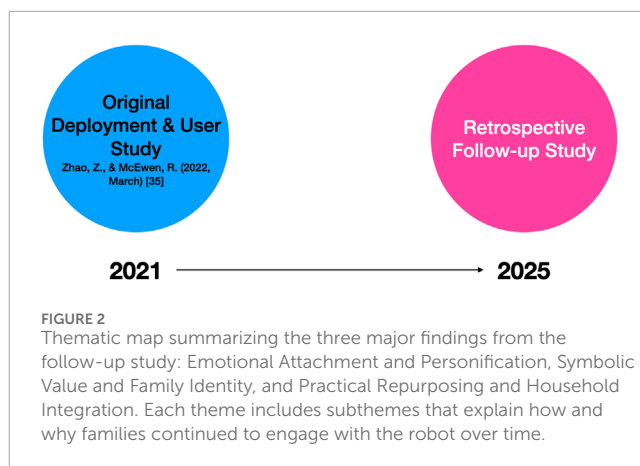 Original
Deployment & User
Study
Zhao, Z., & McEwen, R. (2022,
March) [35]
Retrospective
Follow-up Study
2021
2025
FIGURE 2
Thematic map summarizing the three major findings from the
follow-up study: Emotional Attachment and Personification, Symbolic
Value and Family Identity, and Practical Repurposing and Household
Integration. Each theme includes subthemes that explain how and
why families continued to engage with the robot over time.